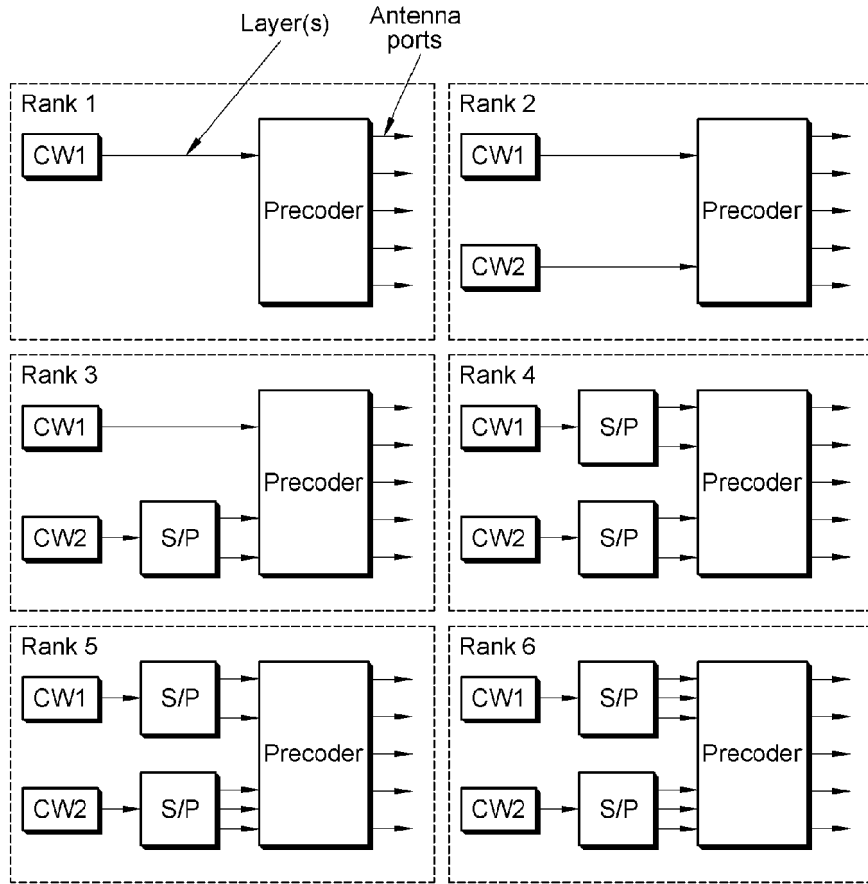 Layer(s)
Antenna
ports
Rank 1
CW1
Precoder
Rank 2
CW1
CW2
Precoder
Rank 3
CW1
CW2
S/P
Precoder
Rank 4
CW1
S/P
CW2
S/P
Precoder
Rank 5
CW1
S/P
CW2
S/P
Precoder
Rank 6
CW1
S/P
CW2
S/P
Precoder